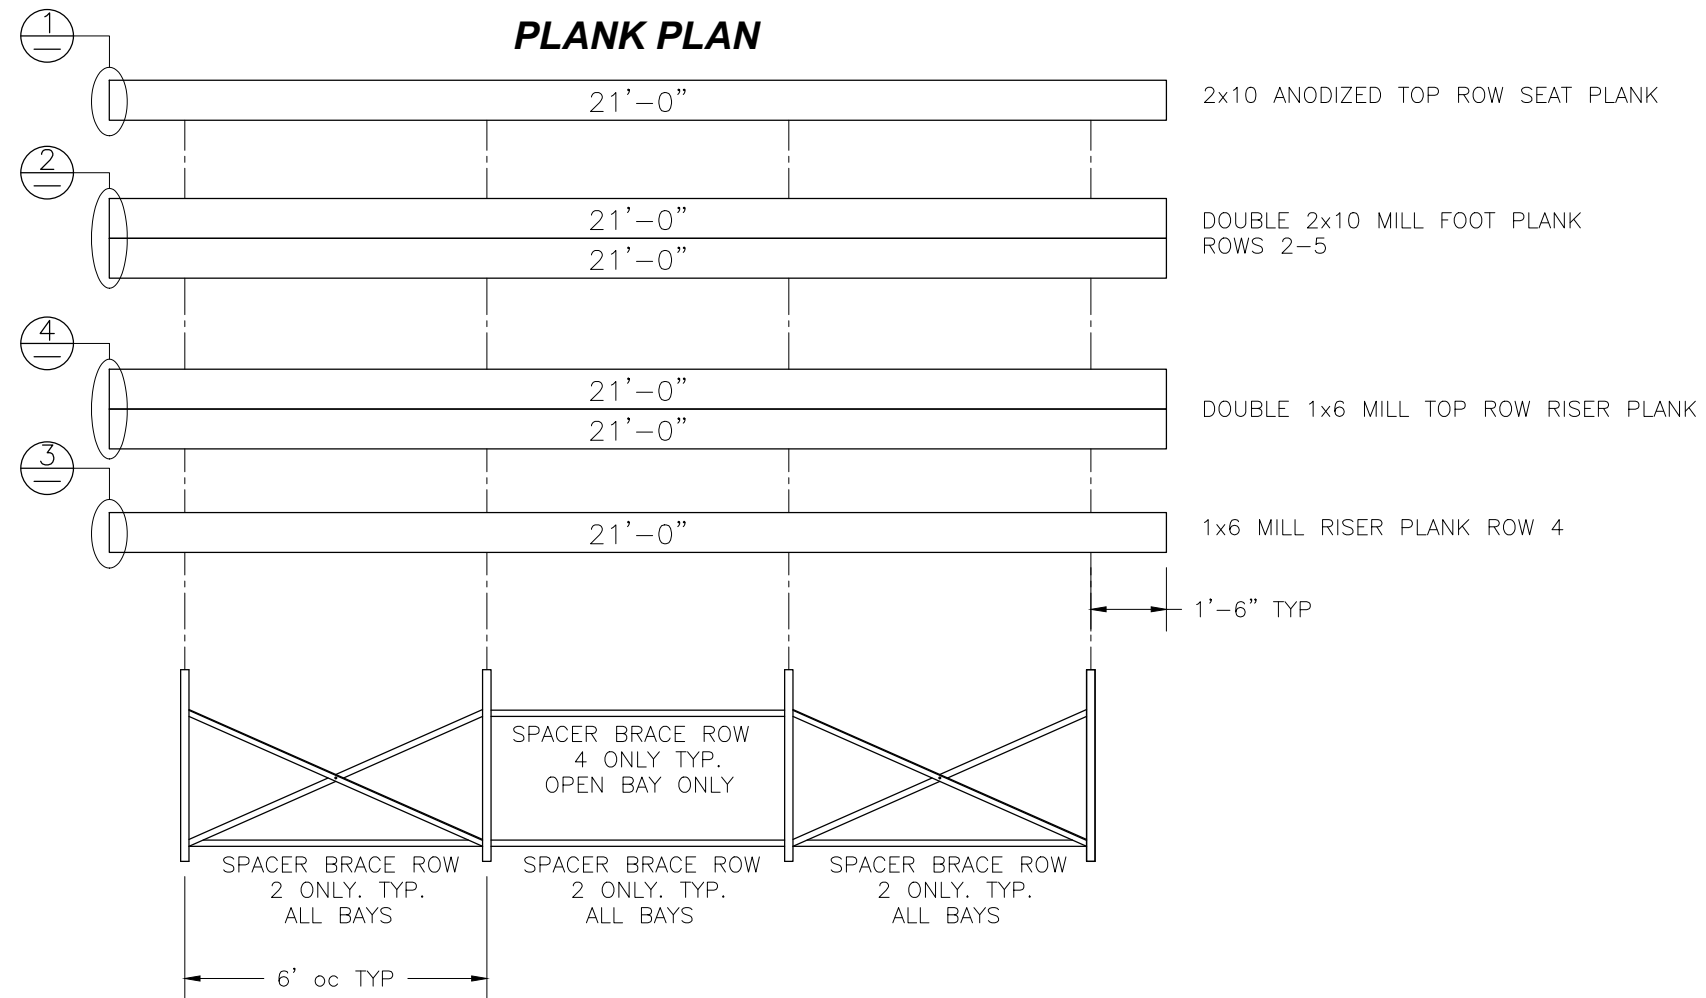 PLANK PLAN
1
21'-0"
2x10 ANODIZED TOP ROW SEAT PLANK
2
21'-0"
21'-0"
DOUBLE 2x10 MILL FOOT PLANK
ROWS 2-5
4
21'-0"
21'-0"
DOUBLE 1x6 MILL TOP ROW RISER PLANK
3
21'-0"
1x6 MILL RISER PLANK ROW 4
1'-6" TYP
SPACER BRACE ROW
4 ONLY TYP.
OPEN BAY ONLY
SPACER BRACE ROW
2 ONLY. TYP.
ALL BAYS
SPACER BRACE ROW
2 ONLY. TYP.
ALL BAYS
SPACER BRACE ROW
2 ONLY. TYP.
ALL BAYS
6' oc TYP